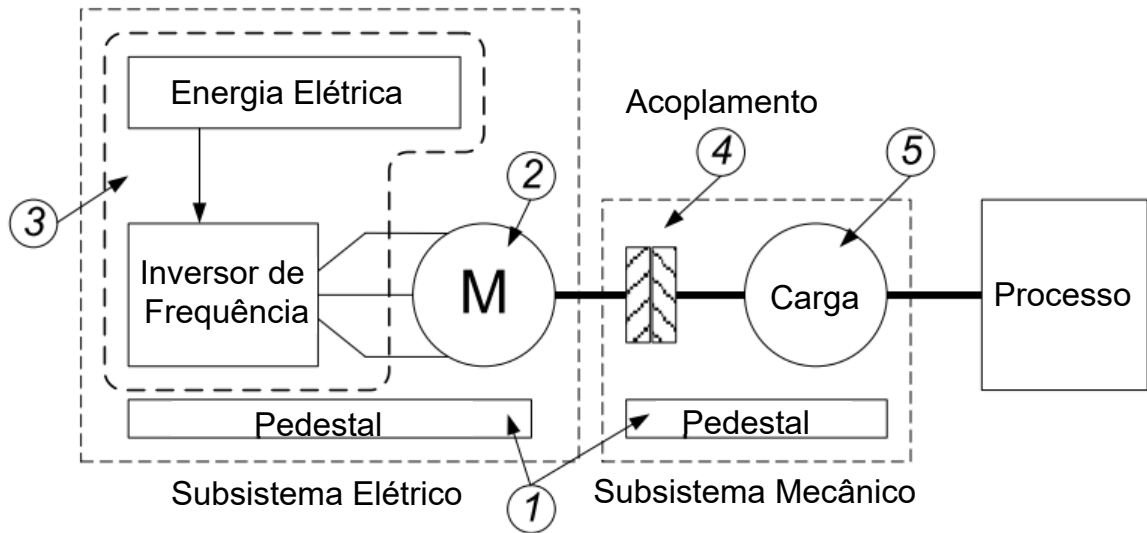 Energia Elétrica
Acoplamento
4
5
2
3
Inversor de
Frequência
M
Carga
Processo
Pedestal
Pedestal
Subsistema Elétrico
1
Subsistema Mecânico